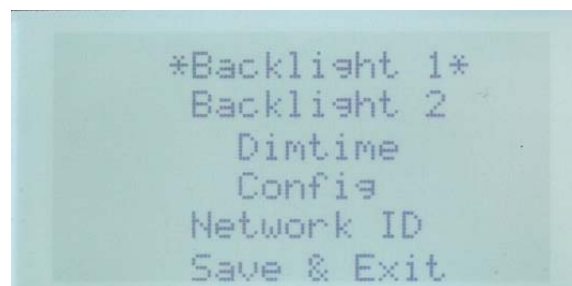 *Backlight 1*
Backlight 2
Dimtime
Config
Network ID
Save & Exit